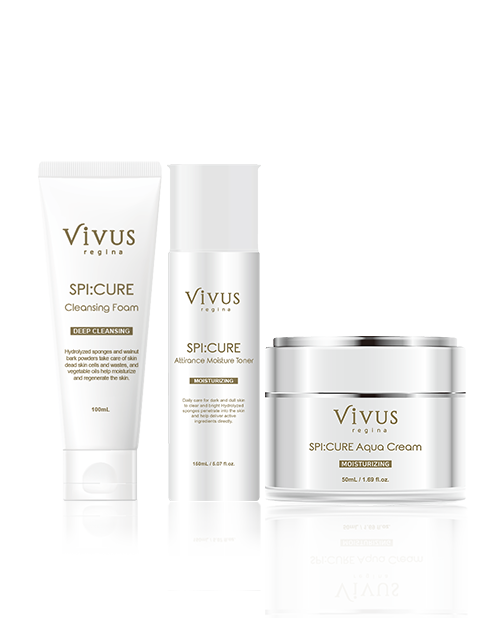 Vivus
regina
SPI:CURE
Cleansing Foam
DEEP CLEANSING
Hydrolyzed sponges and walnut
bark powders take care of skin
dead skin cells and wastes, and
vegetable oils help moisturize
and regenerate the skin.
100mL
Vivus
regina
SPI:CURE
Attirance Moisture Toner
MOISTURIZING
Daily care for dark and dull skin
to clear and bright Hydrolyzed
sponges penetrate into the skin
and help deliver active
ingredients deeply.
150mL / 5.07 fl.oz.
Vivus
regina
SPI:CURE Aqua Cream
MOISTURIZING
50mL / 1.69 fl.oz.